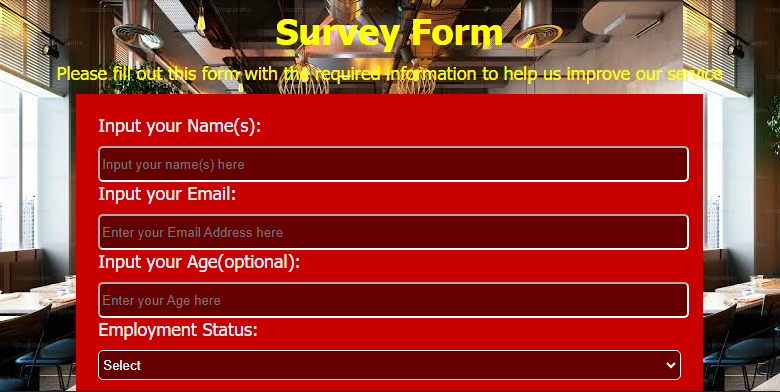 Survey Form
Please fill out this form with the required information to help us improve our service
Input your Name(s):
Input your name(s) here
Input your Email:
Enter your Email Address here
Input your Age(optional):
Enter your Age here
Employment Status:
Select